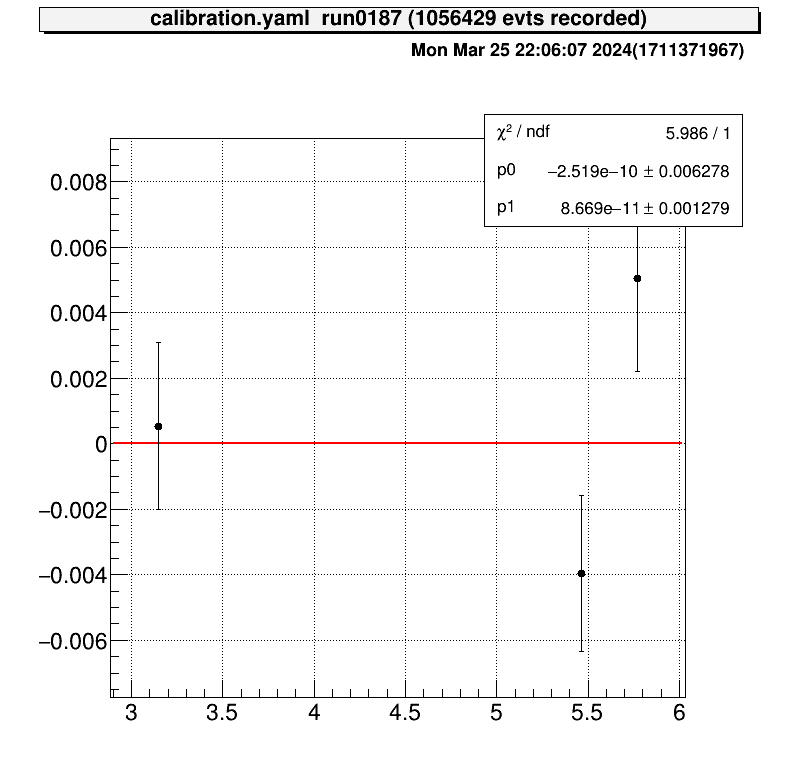 calibration.yaml run0187 (1056429 evts recorded)
Mon Mar 25 22:06:07 2024(1711371967)
χ² / ndf 5.986 / 1
p0 −2.519e−10 ± 0.006278
p1 8.669e−11 ± 0.001279
0.008
0.006
0.004
0.002
0
−0.002
−0.004
−0.006
3 3.5 4 4.5 5 5.5 6